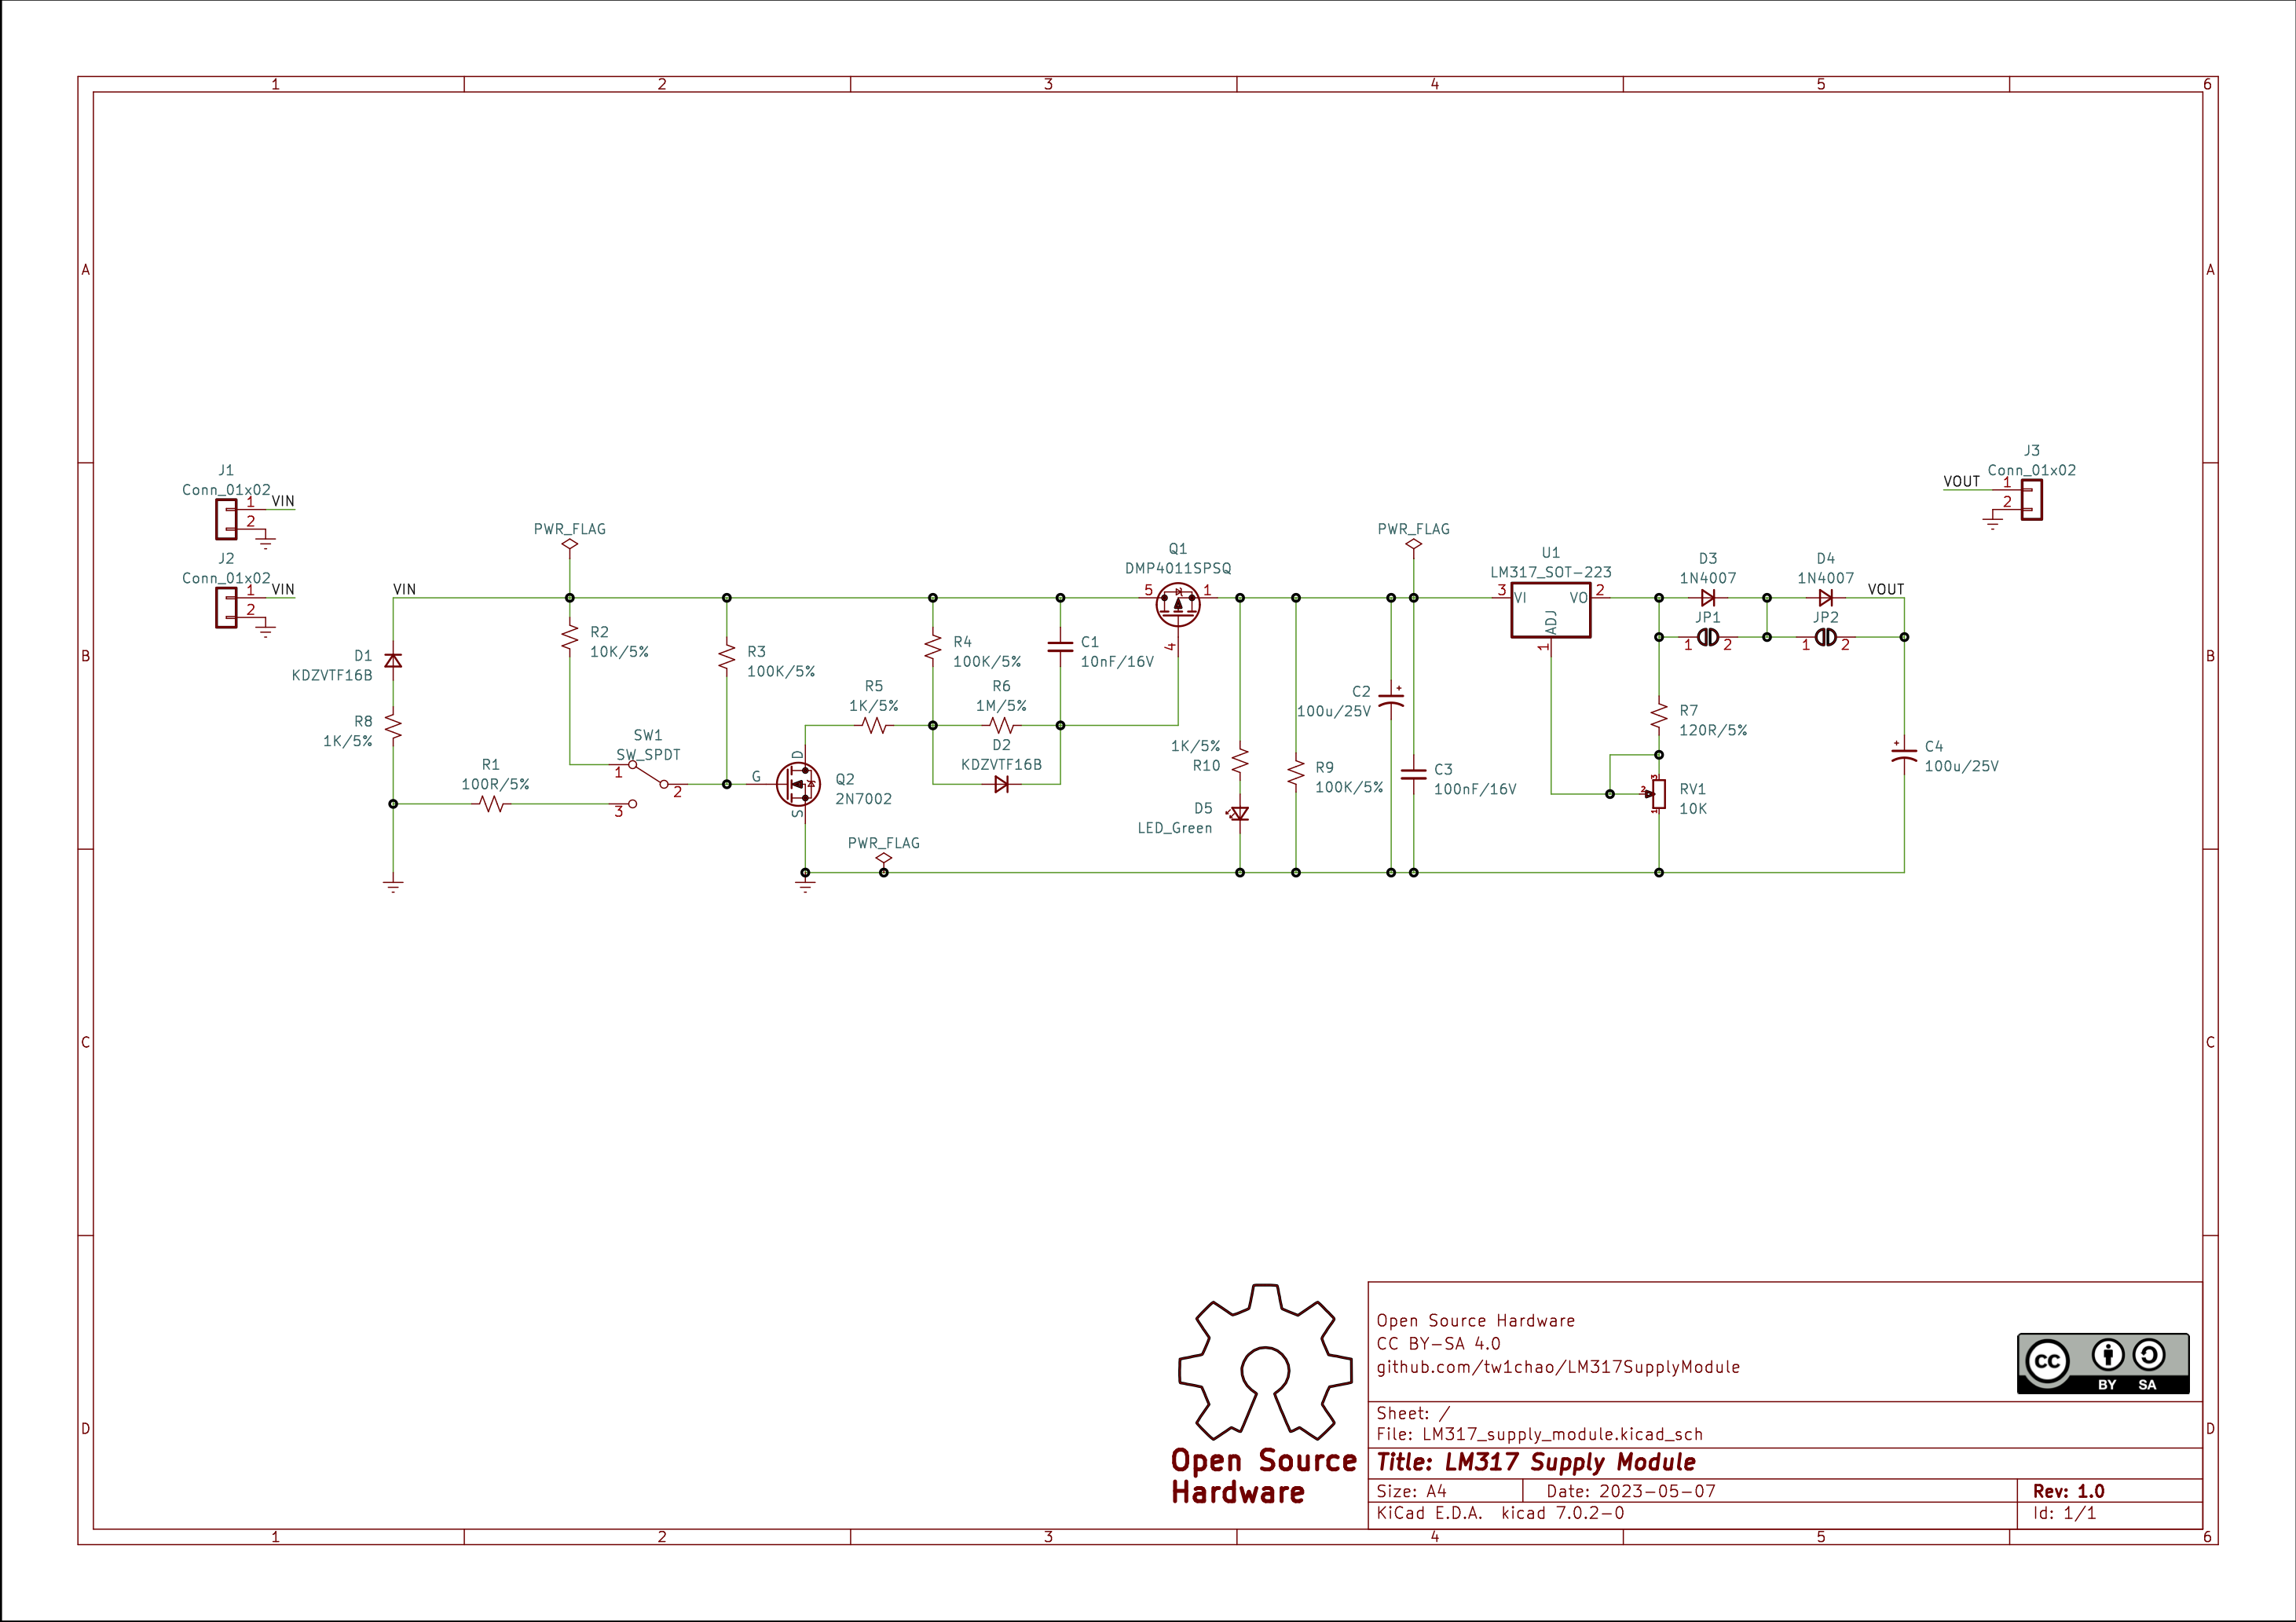 1 2 3 4 5 6
A A
J3
Conn_01x02
VOUT 1
2
J1
Conn_01x02
1 VIN
2
J2
Conn_01x02
1 VIN
2
PWR_FLAG
PWR_FLAG
Q1
DMP4011SPSQ
5 1
4
U1
LM317_SOT-223
3 VI VO 2
ADJ
1
D3
1N4007
D4
1N4007
VOUT
JP1
1 2
JP2
1 2
VIN
B B
D1
KDZVTF16B
R8
1K/5%
R2
10K/5%
R3
100K/5%
R4
100K/5%
C1
10nF/16V
R5
1K/5%
R6
1M/5%
D2
KDZVTF16B
R1
100R/5%
SW1
SW_SPDT
1
2
3
G
D
S
Q2
2N7002
PWR_FLAG
1K/5%
R10
D5
LED_Green
R9
100K/5%
C2
100u/25V
+
C3
100nF/16V
R7
120R/5%
3
2
1
RV1
10K
+
C4
100u/25V
C C
Open Source Hardware
CC BY-SA 4.0
github.com/tw1chao/LM317SupplyModule
cc
BY SA
D D
Sheet: /
File: LM317_supply_module.kicad_sch
Open Source
Hardware
Title: LM317 Supply Module
Size: A4 Date: 2023-05-07 Rev: 1.0
KiCad E.D.A. kicad 7.0.2-0 Id: 1/1
1 2 3 4 5 6